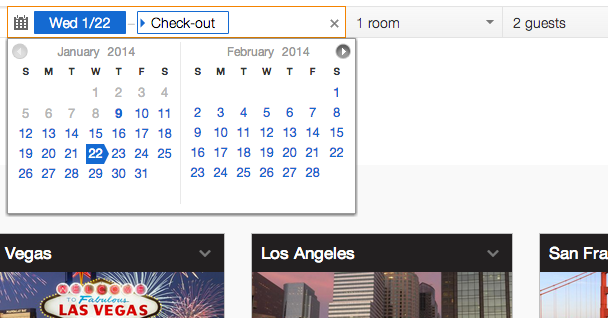 Wed 1/22 – Check-out × 1 room 2 guests
January 2014 February 2014
S M T W T F S S M T W T F S
1 2 3 4 1
5 6 7 8 9 10 11 2 3 4 5 6 7 8
12 13 14 15 16 17 18 9 10 11 12 13 14 15
19 20 21 22 23 24 25 16 17 18 19 20 21 22
26 27 28 29 30 31 23 24 25 26 27 28
Vegas Los Angeles San Fra
WELCOME
TO Fabulous
LAS VEGAS